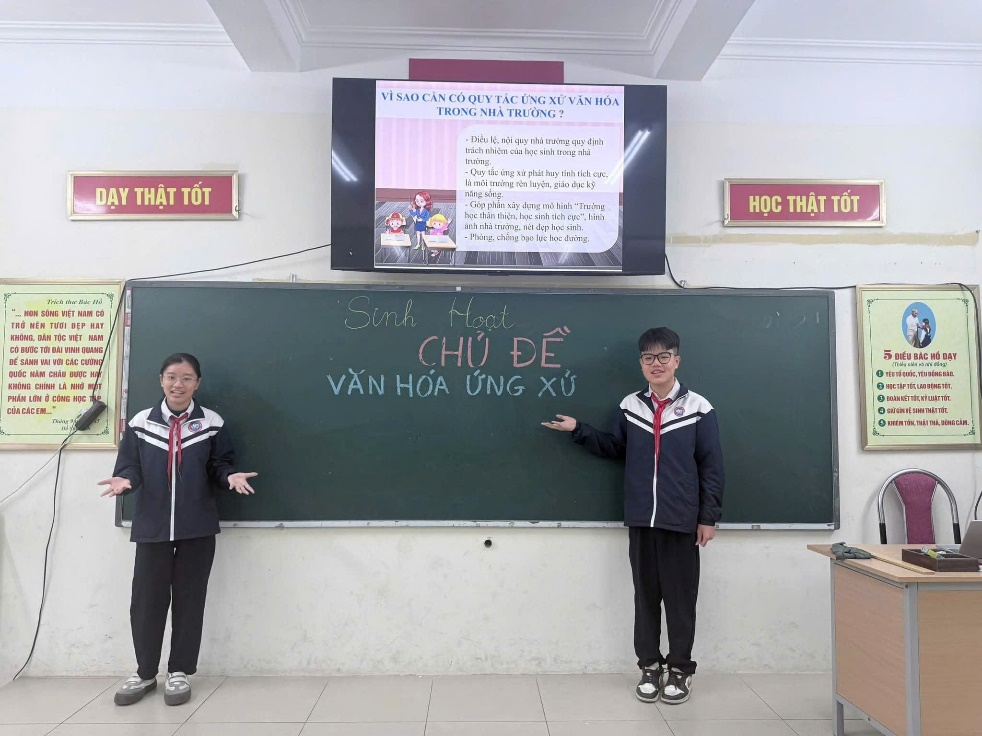 VÌ SAO CẦN CÓ QUY TẮC ỨNG XỬ VĂN HÓA
TRONG NHÀ TRƯỜNG ?
- Điều lệ, nội quy nhà trường quy định
trách nhiệm của học sinh trong nhà
trường.
- Quy tắc ứng xử phát huy tính tích cực,
là môi trường rèn luyện, giáo dục kỹ
năng sống.
- Góp phần xây dựng mô hình "Trường
học thân thiện, học sinh tích cực", hình
ảnh nhà trường, nét đẹp học sinh.
- Phòng, chống bạo lực học đường.
DẠY THẬT TỐT
HỌC THẬT TỐT
Sinh Hoạt
CHỦ ĐỀ
VĂN HÓA ỨNG XỬ
Trích thư Bác Hồ
"... NON SÔNG VIỆT NAM CÓ
TRỞ NÊN TƯƠI ĐẸP HAY
KHÔNG, DÂN TỘC VIỆT NAM
CÓ BƯỚC TỚI ĐÀI VINH QUANG
ĐỂ SÁNH VAI VỚI CÁC CƯỜNG
QUỐC NĂM CHÂU ĐƯỢC HAY
KHÔNG CHÍNH LÀ NHỜ MỘT
PHẦN LỚN Ở CÔNG HỌC TẬP
CỦA CÁC EM..."
Tháng
5 ĐIỀU BÁC HỒ DẠY
(Thiếu niên và nhi đồng)
1 YÊU TỔ QUỐC, YÊU ĐỒNG BÀO.
2 HỌC TẬP TỐT, LAO ĐỘNG TỐT.
3 ĐOÀN KẾT TỐT, KỶ LUẬT TỐT.
4 GIỮ GÌN VỆ SINH THẬT TỐT.
5 KHIÊM TỐN, THẬT THÀ, DŨNG CẢM.